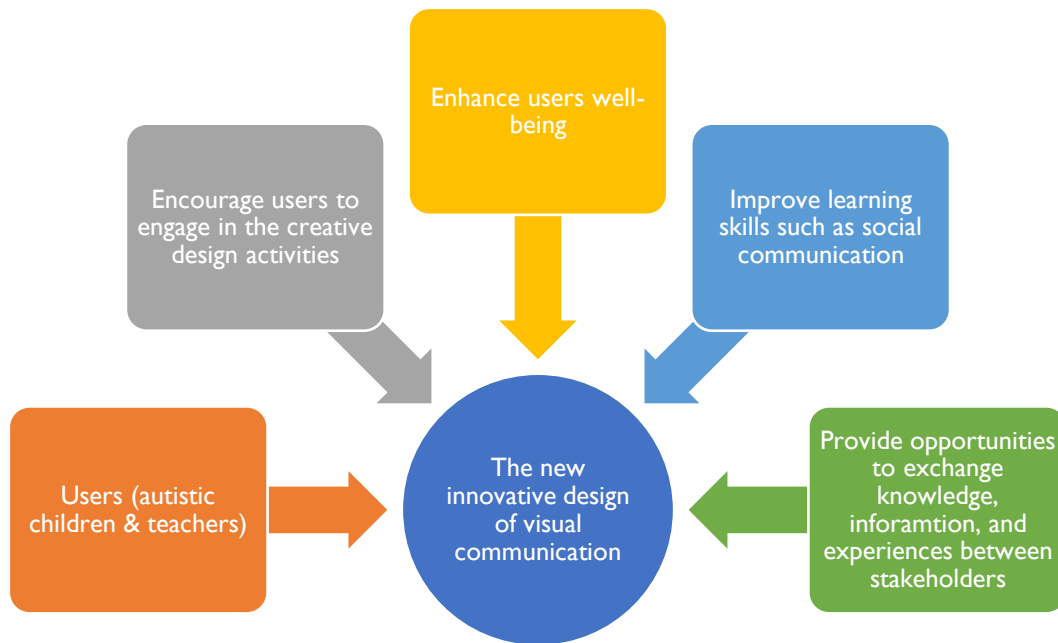 Enhance users well-
being
Encourage users to
engage in the creative
design activities
Improve learning
skills such as social
communication
Users (autistic
children & teachers)
The new
innovative design
of visual
communication
Provide opportunities
to exchange
knowledge,
inforamtion, and
experiences between
stakeholders